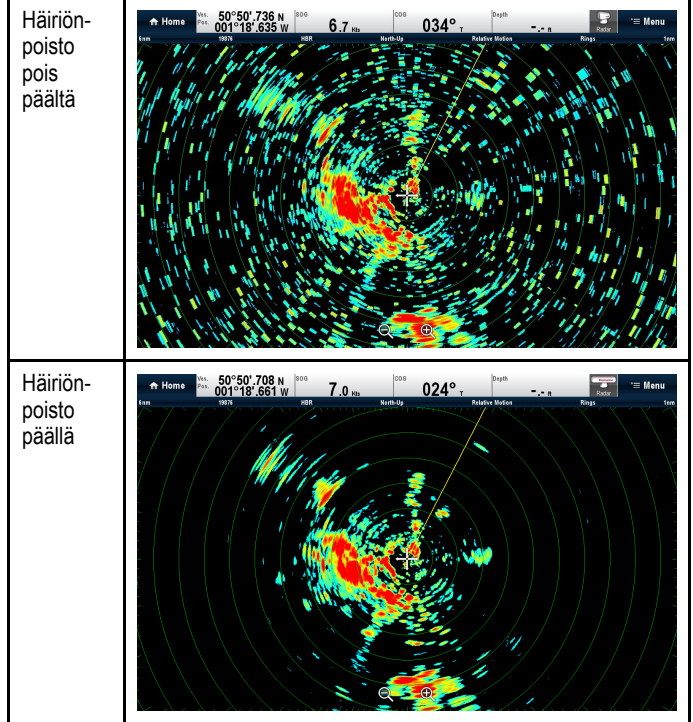 Häiriön-
poisto
pois
päältä
Home
Ves. Pos. 50°50'.736 N 001°18'.635 W
SOG 6.7 Kts
COG 034° T
Depth -.- ft
Radar
Menu
6nm 19876 HBR North-Up Relative Motion Rings 1nm
Häiriön-
poisto
päällä
Home
Ves. Pos. 50°50'.708 N 001°18'.661 W
SOG 7.0 Kts
COG 024° T
Depth -.- ft
Radar
Menu
6nm 19876 HBR North-Up Relative Motion Rings 1nm